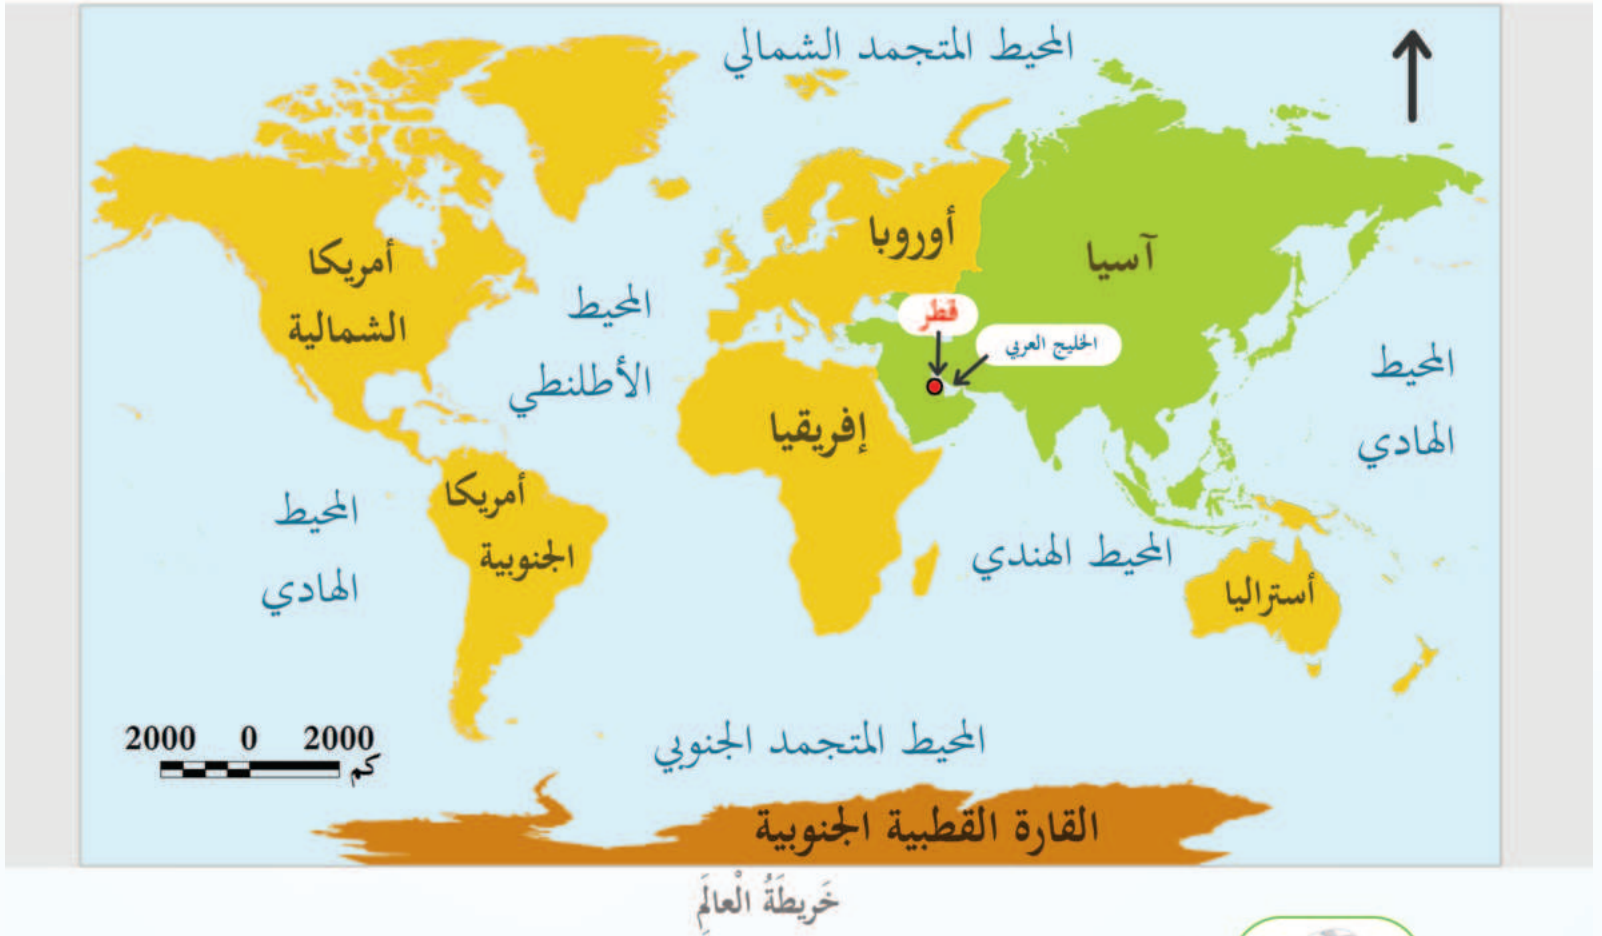 المحيط المتجمد الشمالي
أوروبا
آسيا
أمريكا
الشمالية
المحيط
الأطلنطي
قطر
الخليج العربي
المحيط
الهادي
إفريقيا
أمريكا
الجنوبية
المحيط
الهادي
المحيط الهندي
أستراليا
المحيط المتجمد الجنوبي
2000 0 2000
كم
القارة القطبية الجنوبية
خَريطَةُ الْعالَمِ